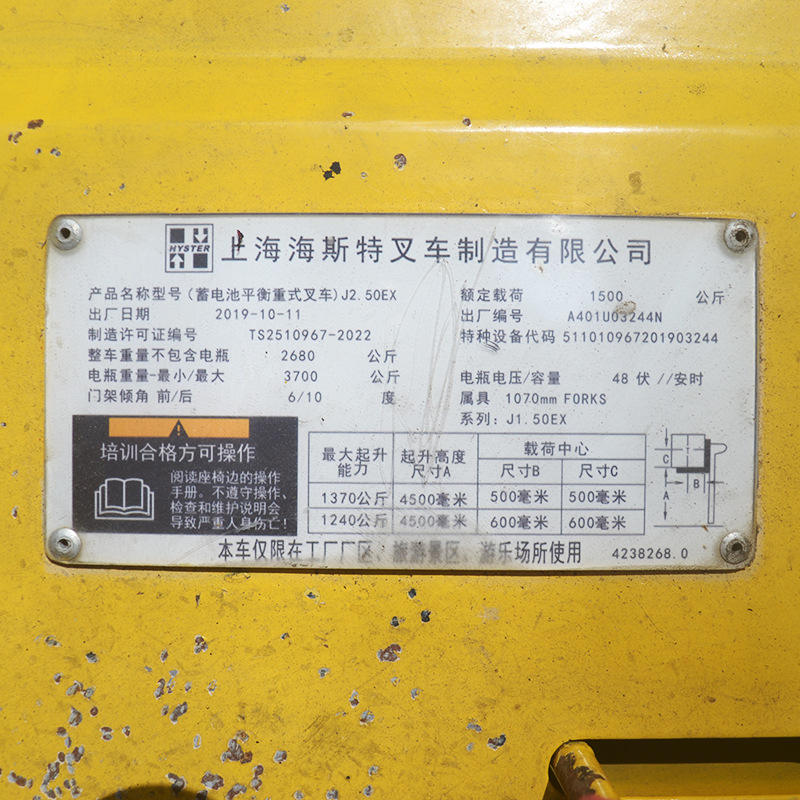 HYSTER
上海海斯特叉车制造有限公司
产品名称型号(蓄电池平衡重式叉车)J2.50EX
出厂日期 2019-10-11
制造许可证编号 TS2510967-2022
整车重量不包含电瓶 2680 公斤
电瓶重量-最小/最大 3700 公斤
门架倾角 前/后 6/10 度
额定载荷 1500 公斤
出厂编号 A401U03244N
特种设备代码 511010967201903244
电瓶电压/容量 48 伏 //安时
属具 1070mm FORKS
系列: J1.50EX
培训合格方可操作
阅读座椅边的操作
手册。不遵守操作、
检查和维护说明会
导致严重人身伤亡!
最大起升能力 起升高度尺寸A 载荷中心
尺寸B 尺寸C
1370公斤 4500毫米 500毫米 500毫米
1240公斤 4500毫米 600毫米 600毫米
C
B
A
本车仅限在工厂厂区、旅游景区、游乐场所使用
4238268.0